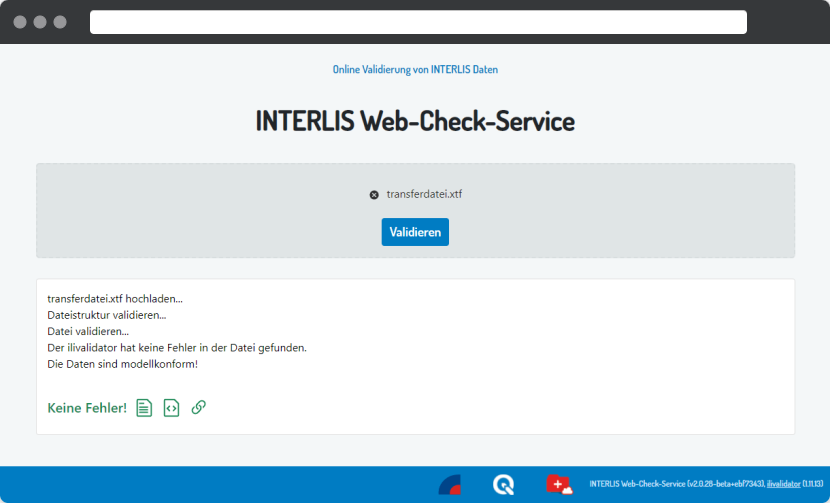 Online Validierung von INTERLIS Daten
INTERLIS Web-Check-Service
transferdatei.xtf
Validieren
transferdatei.xtf hochladen...
Dateistruktur validieren...
Datei validieren...
Der ilivalidator hat keine Fehler in der Datei gefunden.
Die Daten sind modellkonform!
Keine Fehler!
INTERLIS Web-Check-Service (v2.0.26-beta+ebf7343), ilivalidator (1.11.13)